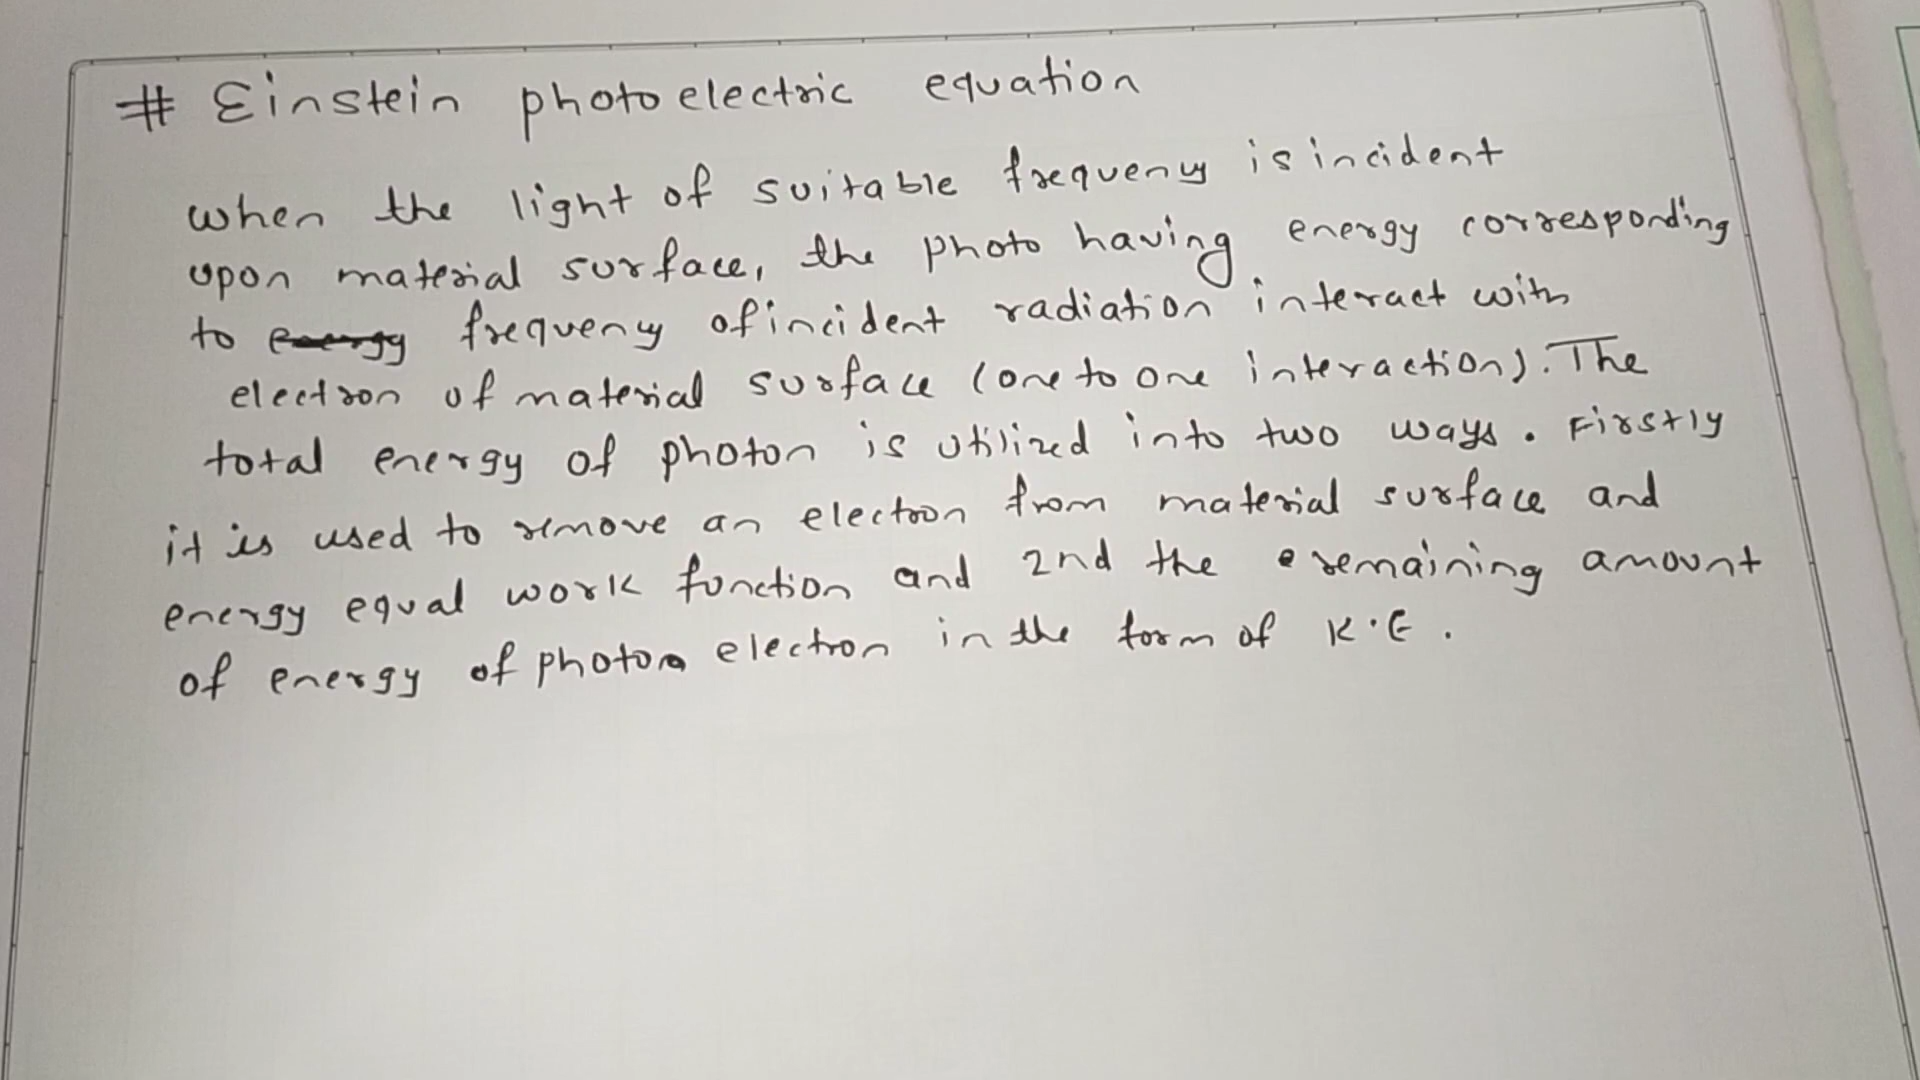 # Einstein photoelectric equation
when the light of suitable frequency is incident
upon material surface, the photo having energy corresponding
to frequency of incident radiation interact with
electron of material surface (one to one interaction). The
total energy of photon is utilized into two ways. Firstly
it is used to remove an electron from material surface and
energy equal work function and 2nd the remaining amount
of energy of photo electron in the form of K.E.